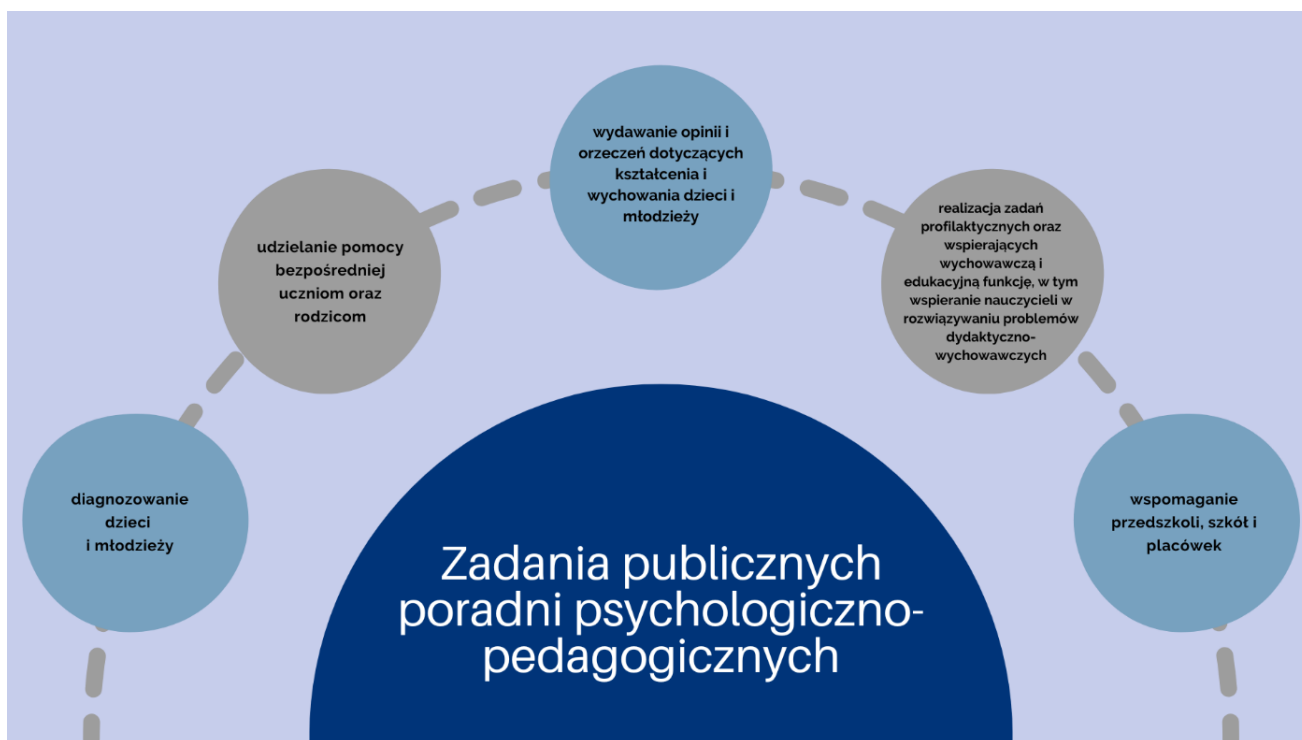 wydawanie opinii i
orzeczeń dotyczących
kształcenia i
wychowania dzieci i
młodzieży
udzielanie pomocy
bezpośredniej
uczniom oraz
rodzicom
realizacja zadań
profilaktycznych oraz
wspierających
wychowawczą i
edukacyjną funkcję, w tym
wspieranie nauczycieli w
rozwiązywaniu problemów
dydaktyczno-
wychowawczych
diagnozowanie
dzieci
i młodzieży
wspomaganie
przedszkoli, szkół i
placówek
Zadania publicznych
poradni psychologiczno-
pedagogicznych